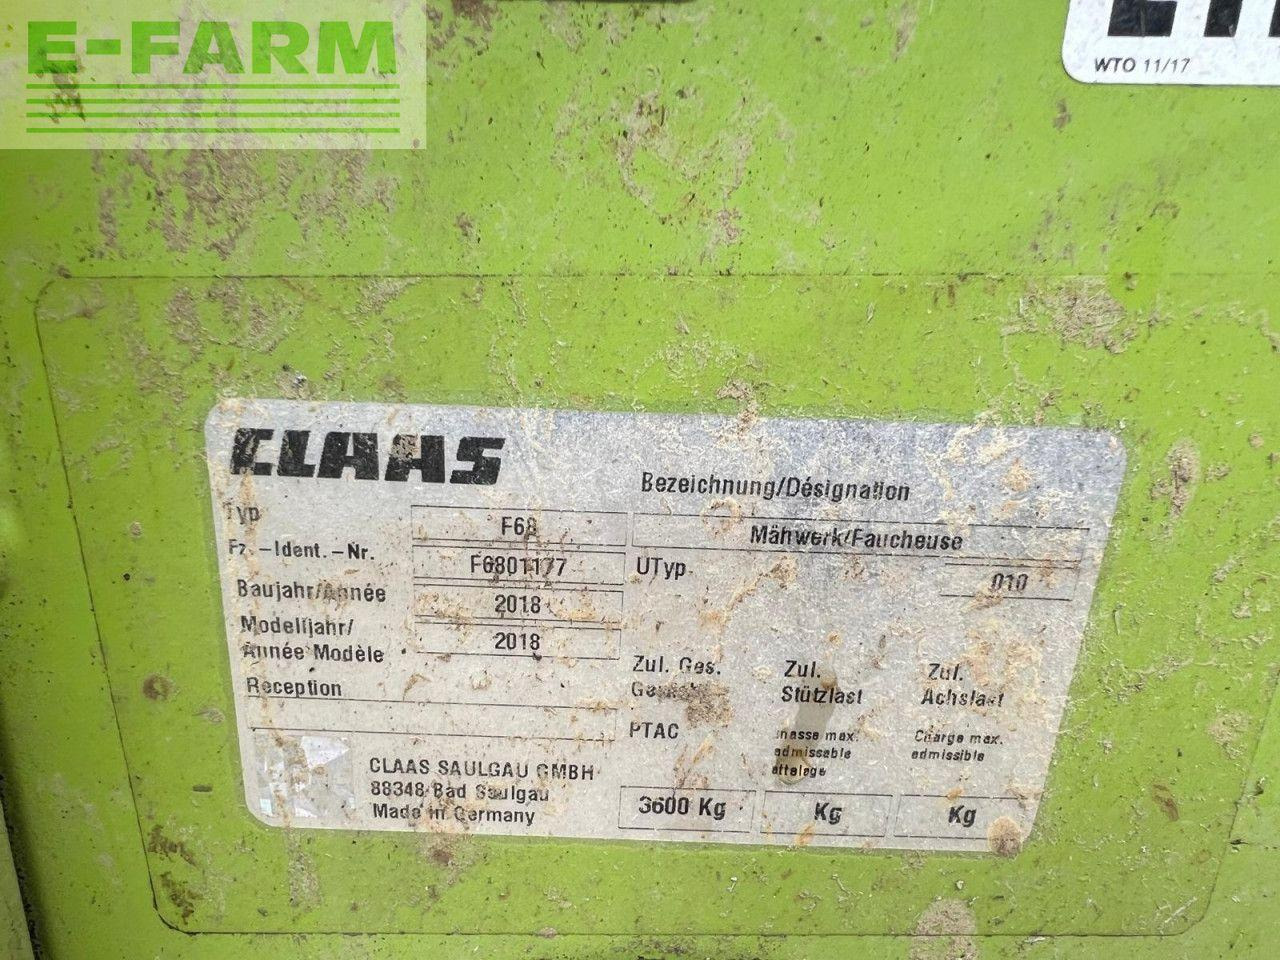 E-FARM
WTO 11/17
CLAAS
Bezeichnung/Désignation
Typ F68 Mähwerk/Faucheuse
Fz.-Ident.-Nr. F6801177 UTyp 010
Baujahr/Année 2018
Modelljahr/
Année Modèle 2018
Reception
Zul. Ges. Zul. Zul.
Stützlast Achslast
PTAC masse max. Charge max.
admissable admissible
attelage
CLAAS SAULGAU GMBH
88348 Bad Saulgau
Made in Germany
3600 Kg Kg Kg